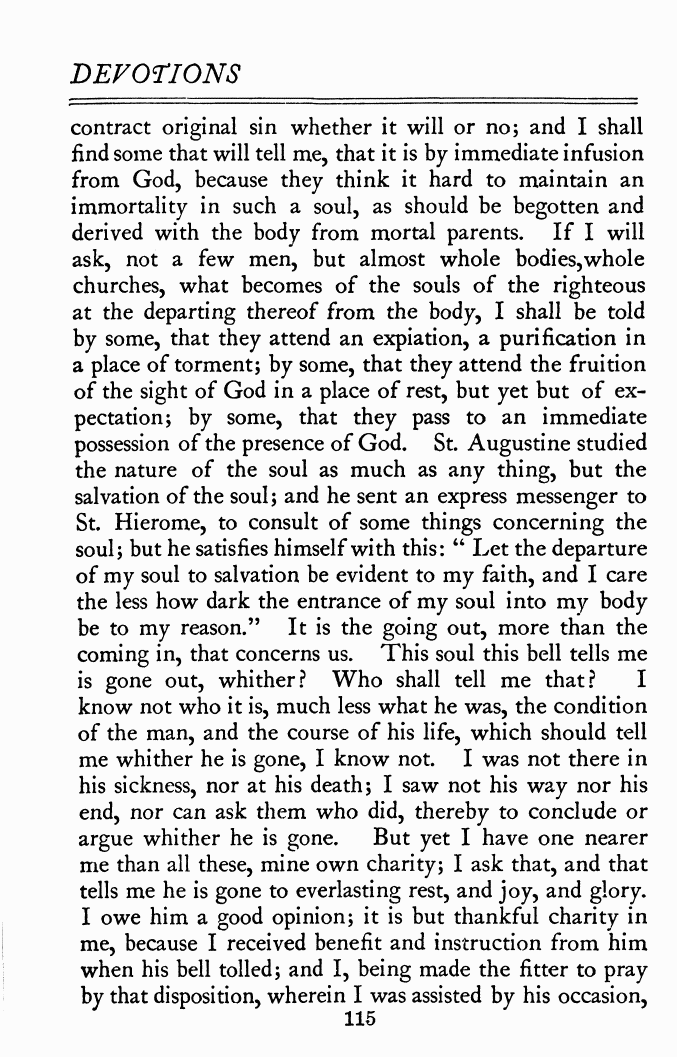 DEVOTIONS
contract original sin whether it will or no; and I shall
find some that will tell me, that it is by immediate infusion
from God, because they think it hard to maintain an
immortality in such a soul, as should be begotten and
derived with the body from mortal parents. If I will
ask, not a few men, but almost whole bodies,whole
churches, what becomes of the souls of the righteous
at the departing thereof from the body, I shall be told
by some, that they attend an expiation, a purification in
a place of torment; by some, that they attend the fruition
of the sight of God in a place of rest, but yet but of ex-
pectation; by some, that they pass to an immediate
possession of the presence of God. St. Augustine studied
the nature of the soul as much as any thing, but the
salvation of the soul; and he sent an express messenger to
St. Hierome, to consult of some things concerning the
soul; but he satisfies himself with this: “ Let the departure
of my soul to salvation be evident to my faith, and I care
the less how dark the entrance of my soul into my body
be to my reason.” It is the going out, more than the
coming in, that concerns us. This soul this bell tells me
is gone out, whither? Who shall tell me that? I
know not who it is, much less what he was, the condition
of the man, and the course of his life, which should tell
me whither he is gone, I know not. I was not there in
his sickness, nor at his death; I saw not his way nor his
end, nor can ask them who did, thereby to conclude or
argue whither he is gone. But yet I have one nearer
me than all these, mine own charity; I ask that, and that
tells me he is gone to everlasting rest, and joy, and glory.
I owe him a good opinion; it is but thankful charity in
me, because I received benefit and instruction from him
when his bell tolled; and I, being made the fitter to pray
by that disposition, wherein I was assisted by his occasion,
115